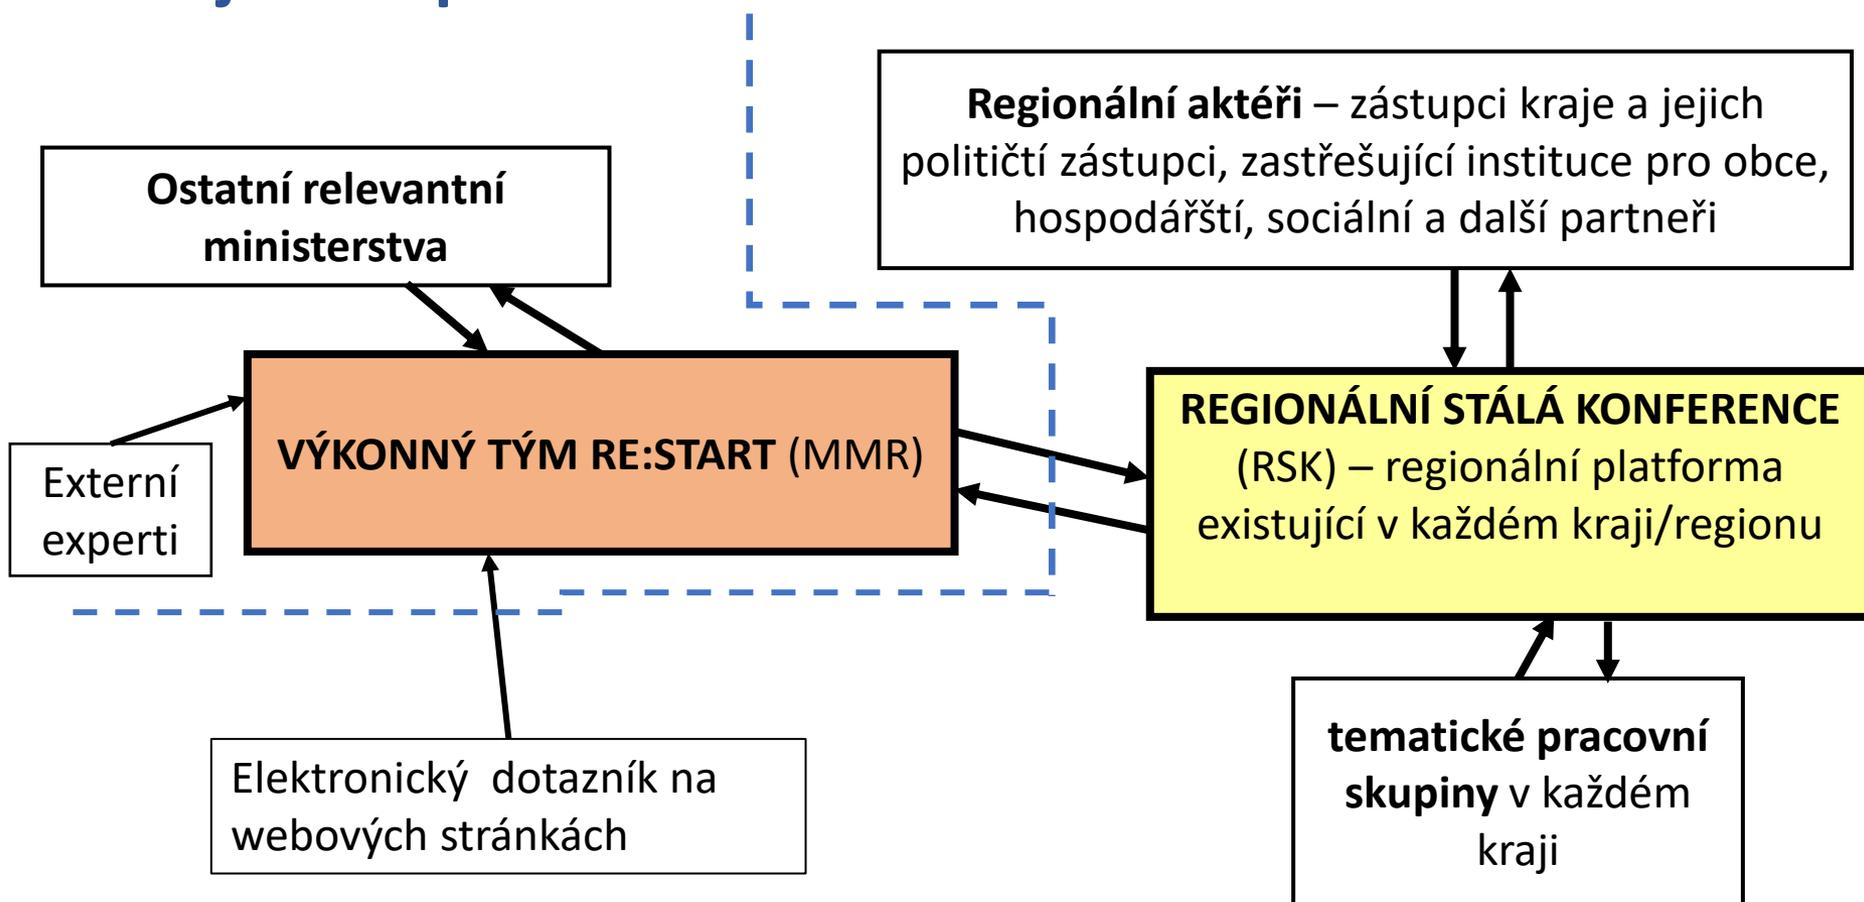 Regionální aktéři – zástupci kraje a jejich
političtí zástupci, zastřešující instituce pro obce,
hospodářští, sociální a další partneři
Ostatní relevantní
ministerstva
VÝKONNÝ TÝM RE:START (MMR)
REGIONÁLNÍ STÁLÁ KONFERENCE
(RSK) – regionální platforma
existující v každém kraji/regionu
Externí
experti
Elektronický  dotazník na
webových stránkách
tematické pracovní
skupiny v každém
kraji